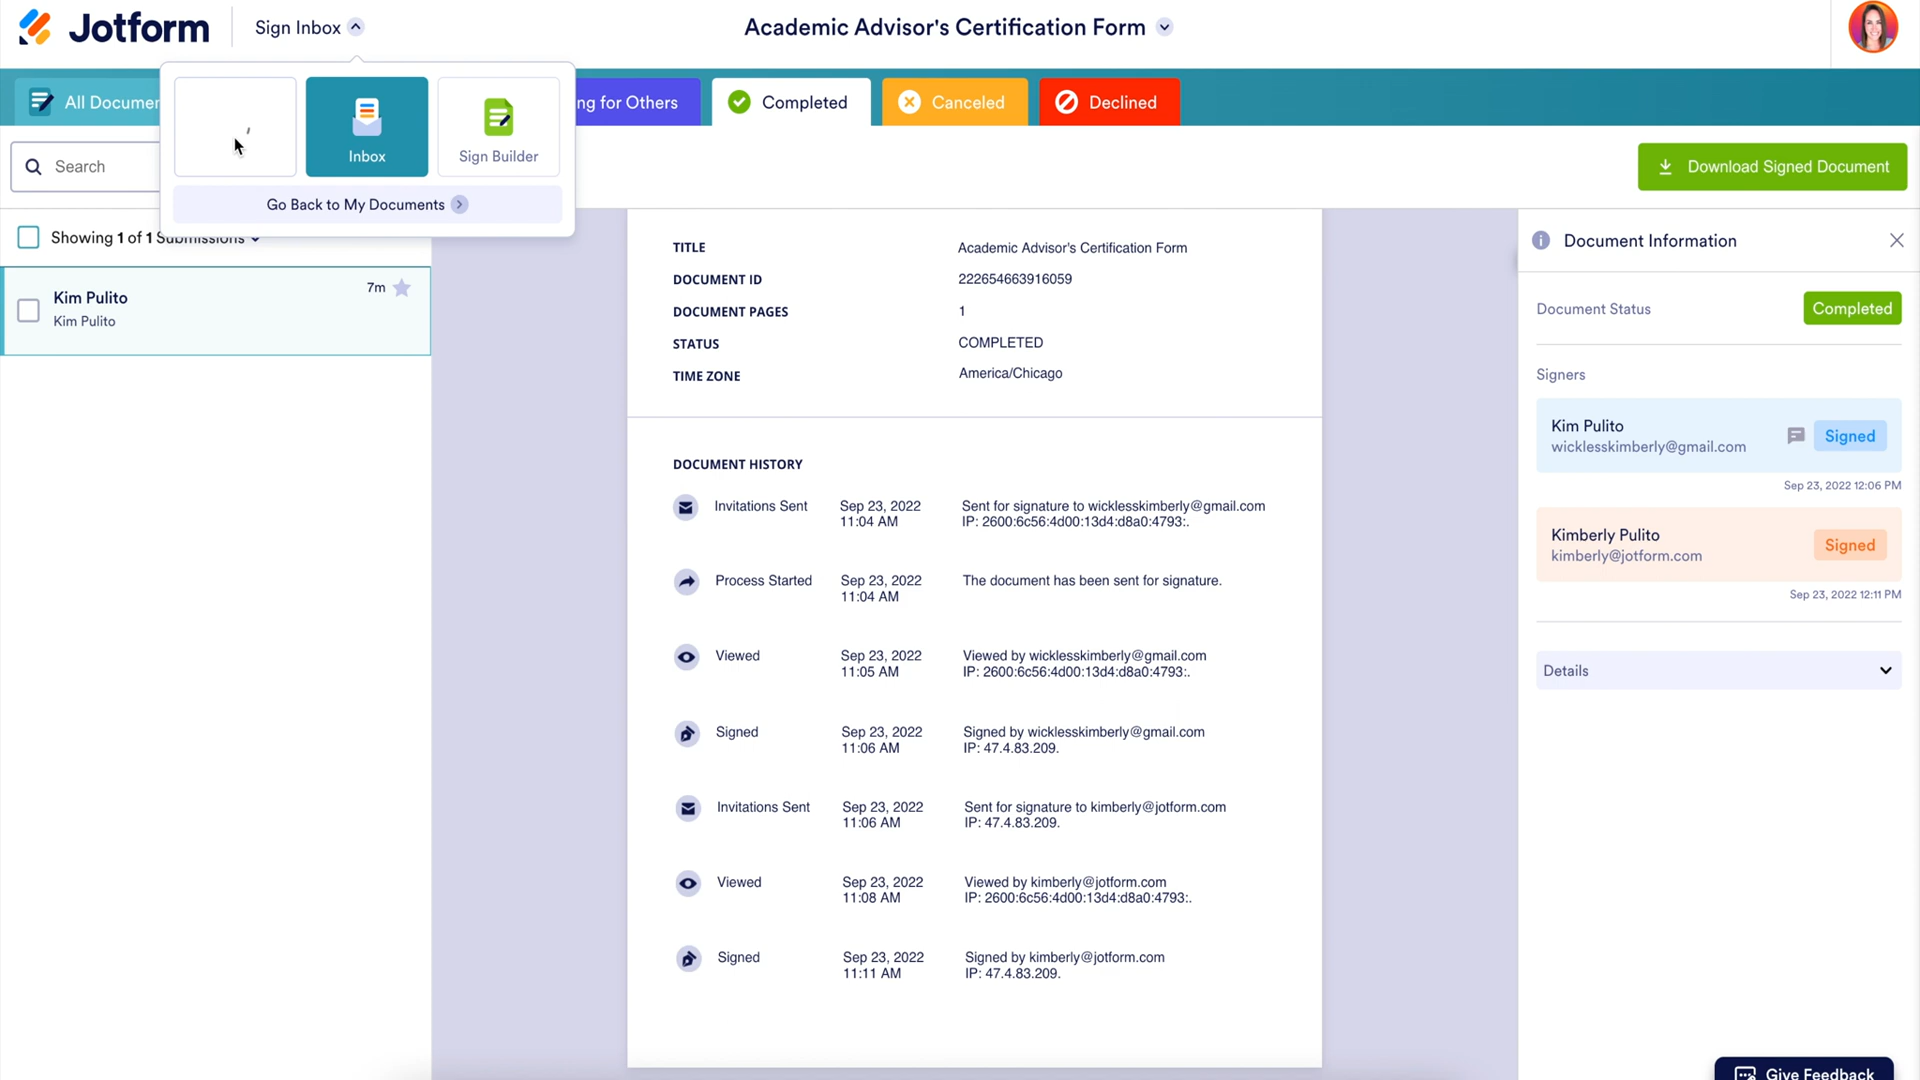 Jotform
Sign Inbox
Academic Advisor's Certification Form
All Documen
ng for Others
Completed
Canceled
Declined
Inbox
Sign Builder
Go Back to My Documents
Search
Download Signed Document
Showing 1 of 1 Submissions
Kim Pulito
7m
Kim Pulito
TITLE
Academic Advisor's Certification Form
DOCUMENT ID
222654663916059
DOCUMENT PAGES
1
STATUS
COMPLETED
TIME ZONE
America/Chicago
DOCUMENT HISTORY
Invitations Sent
Sep 23, 2022
11:04 AM
Sent for signature to wicklesskimberly@gmail.com
IP: 2600:6c56:4d00:13d4:d8a0:4793:.
Process Started
Sep 23, 2022
11:04 AM
The document has been sent for signature.
Viewed
Sep 23, 2022
11:05 AM
Viewed by wicklesskimberly@gmail.com
IP: 2600:6c56:4d00:13d4:d8a0:4793:.
Signed
Sep 23, 2022
11:06 AM
Signed by wicklesskimberly@gmail.com
IP: 47.4.83.209.
Invitations Sent
Sep 23, 2022
11:06 AM
Sent for signature to kimberly@jotform.com
IP: 47.4.83.209.
Viewed
Sep 23, 2022
11:08 AM
Viewed by kimberly@jotform.com
IP: 2600:6c56:4d00:13d4:d8a0:4793:.
Signed
Sep 23, 2022
11:11 AM
Signed by kimberly@jotform.com
IP: 47.4.83.209.
Document Information
Document Status
Completed
Signers
Kim Pulito
wicklesskimberly@gmail.com
Signed
Sep 23, 2022 12:06 PM
Kimberly Pulito
kimberly@jotform.com
Signed
Sep 23, 2022 12:11 PM
Details
Give Feedback